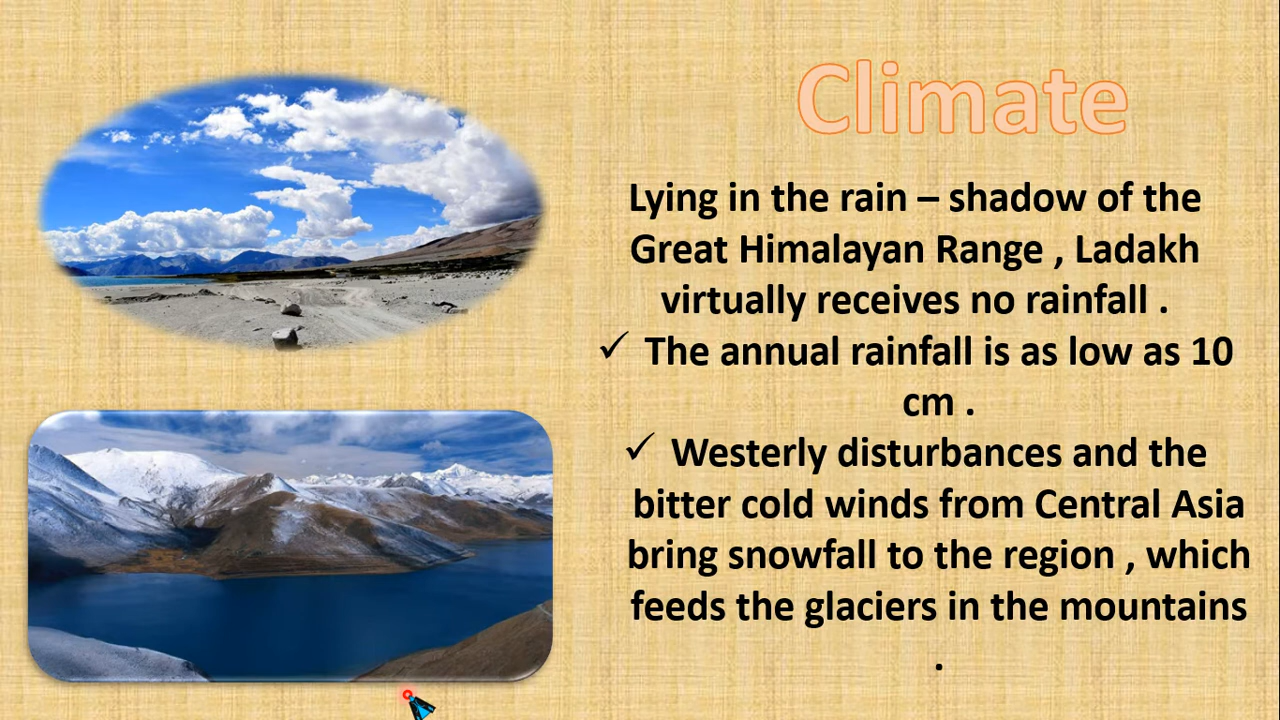 Climate
Lying in the rain – shadow of the
Great Himalayan Range , Ladakh
virtually receives no rainfall .
✓ The annual rainfall is as low as 10
cm .
✓ Westerly disturbances and the
bitter cold winds from Central Asia
bring snowfall to the region , which
feeds the glaciers in the mountains
.